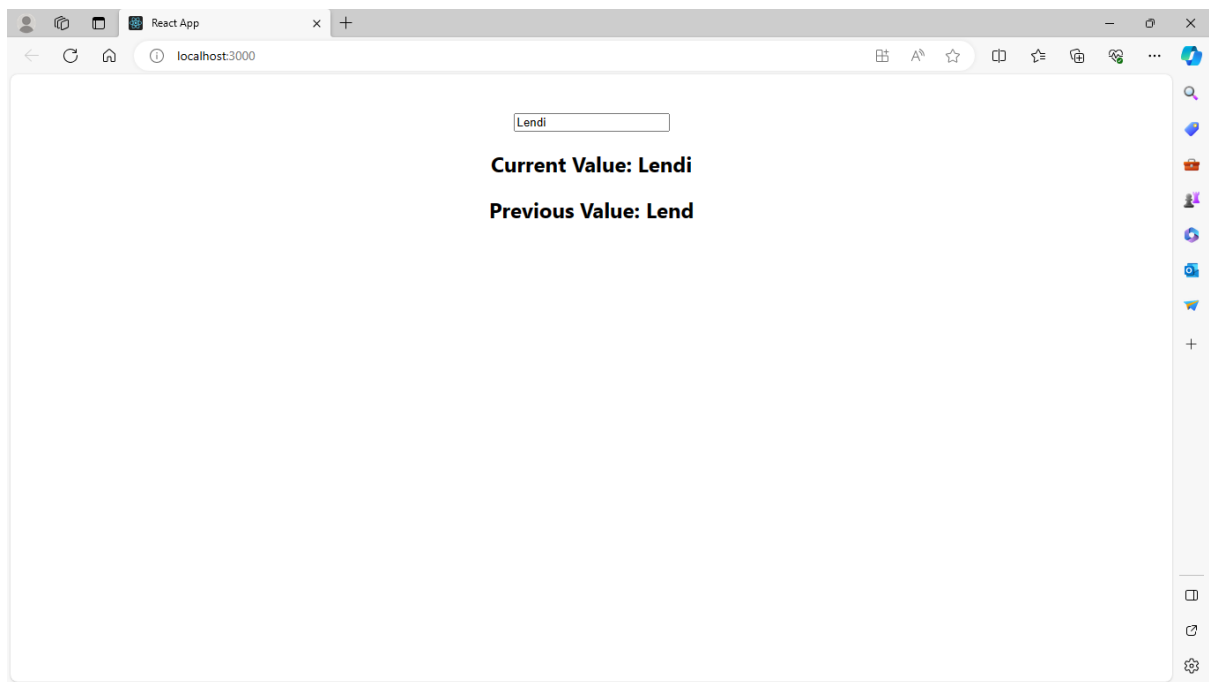 React App
localhost:3000
Lendi
Current Value: Lendi
Previous Value: Lend